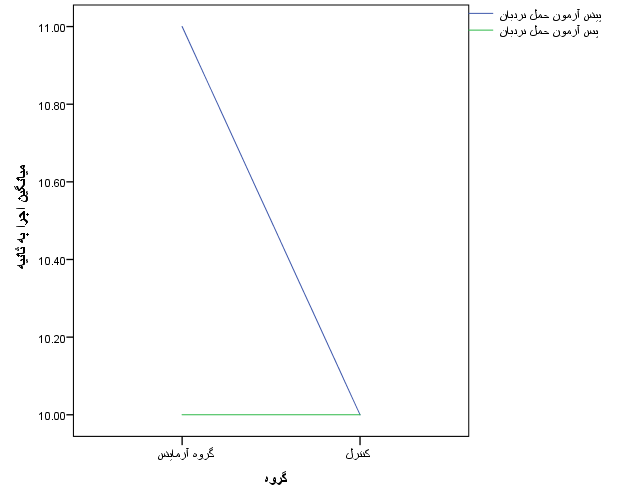 پیش آزمون حمل نردبان
پس آزمون حمل نردبان
میانگین اجرا به ثانیه
11.00
10.80
10.60
10.40
10.20
10.00
گروه آزمایش
کنترل
گروه